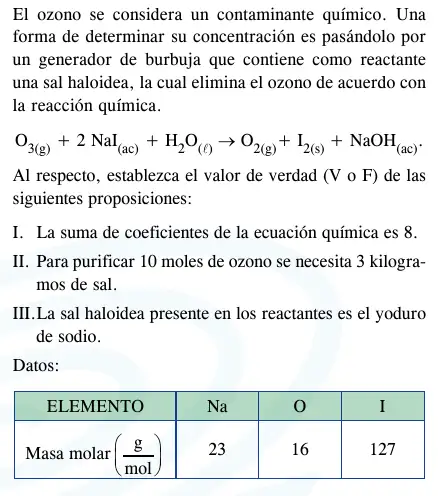 El ozono se considera un contaminante químico. Una
forma de determinar su concentración es pasándolo por
un generador de burbuja que contiene como reactante
una sal haloidea, la cual elimina el ozono de acuerdo con
la reacción química.
O₃(g) + 2 NaI(ac) + H₂O(ℓ) → O₂(g) + I₂(s) + NaOH(ac).
Al respecto, establezca el valor de verdad (V o F) de las
siguientes proposiciones:
I. La suma de coeficientes de la ecuación química es 8.
II. Para purificar 10 moles de ozono se necesita 3 kilogra-
mos de sal.
III.La sal haloidea presente en los reactantes es el yoduro
de sodio.
Datos:
ELEMENTO Na O I
Masa molar (g/mol) 23 16 127